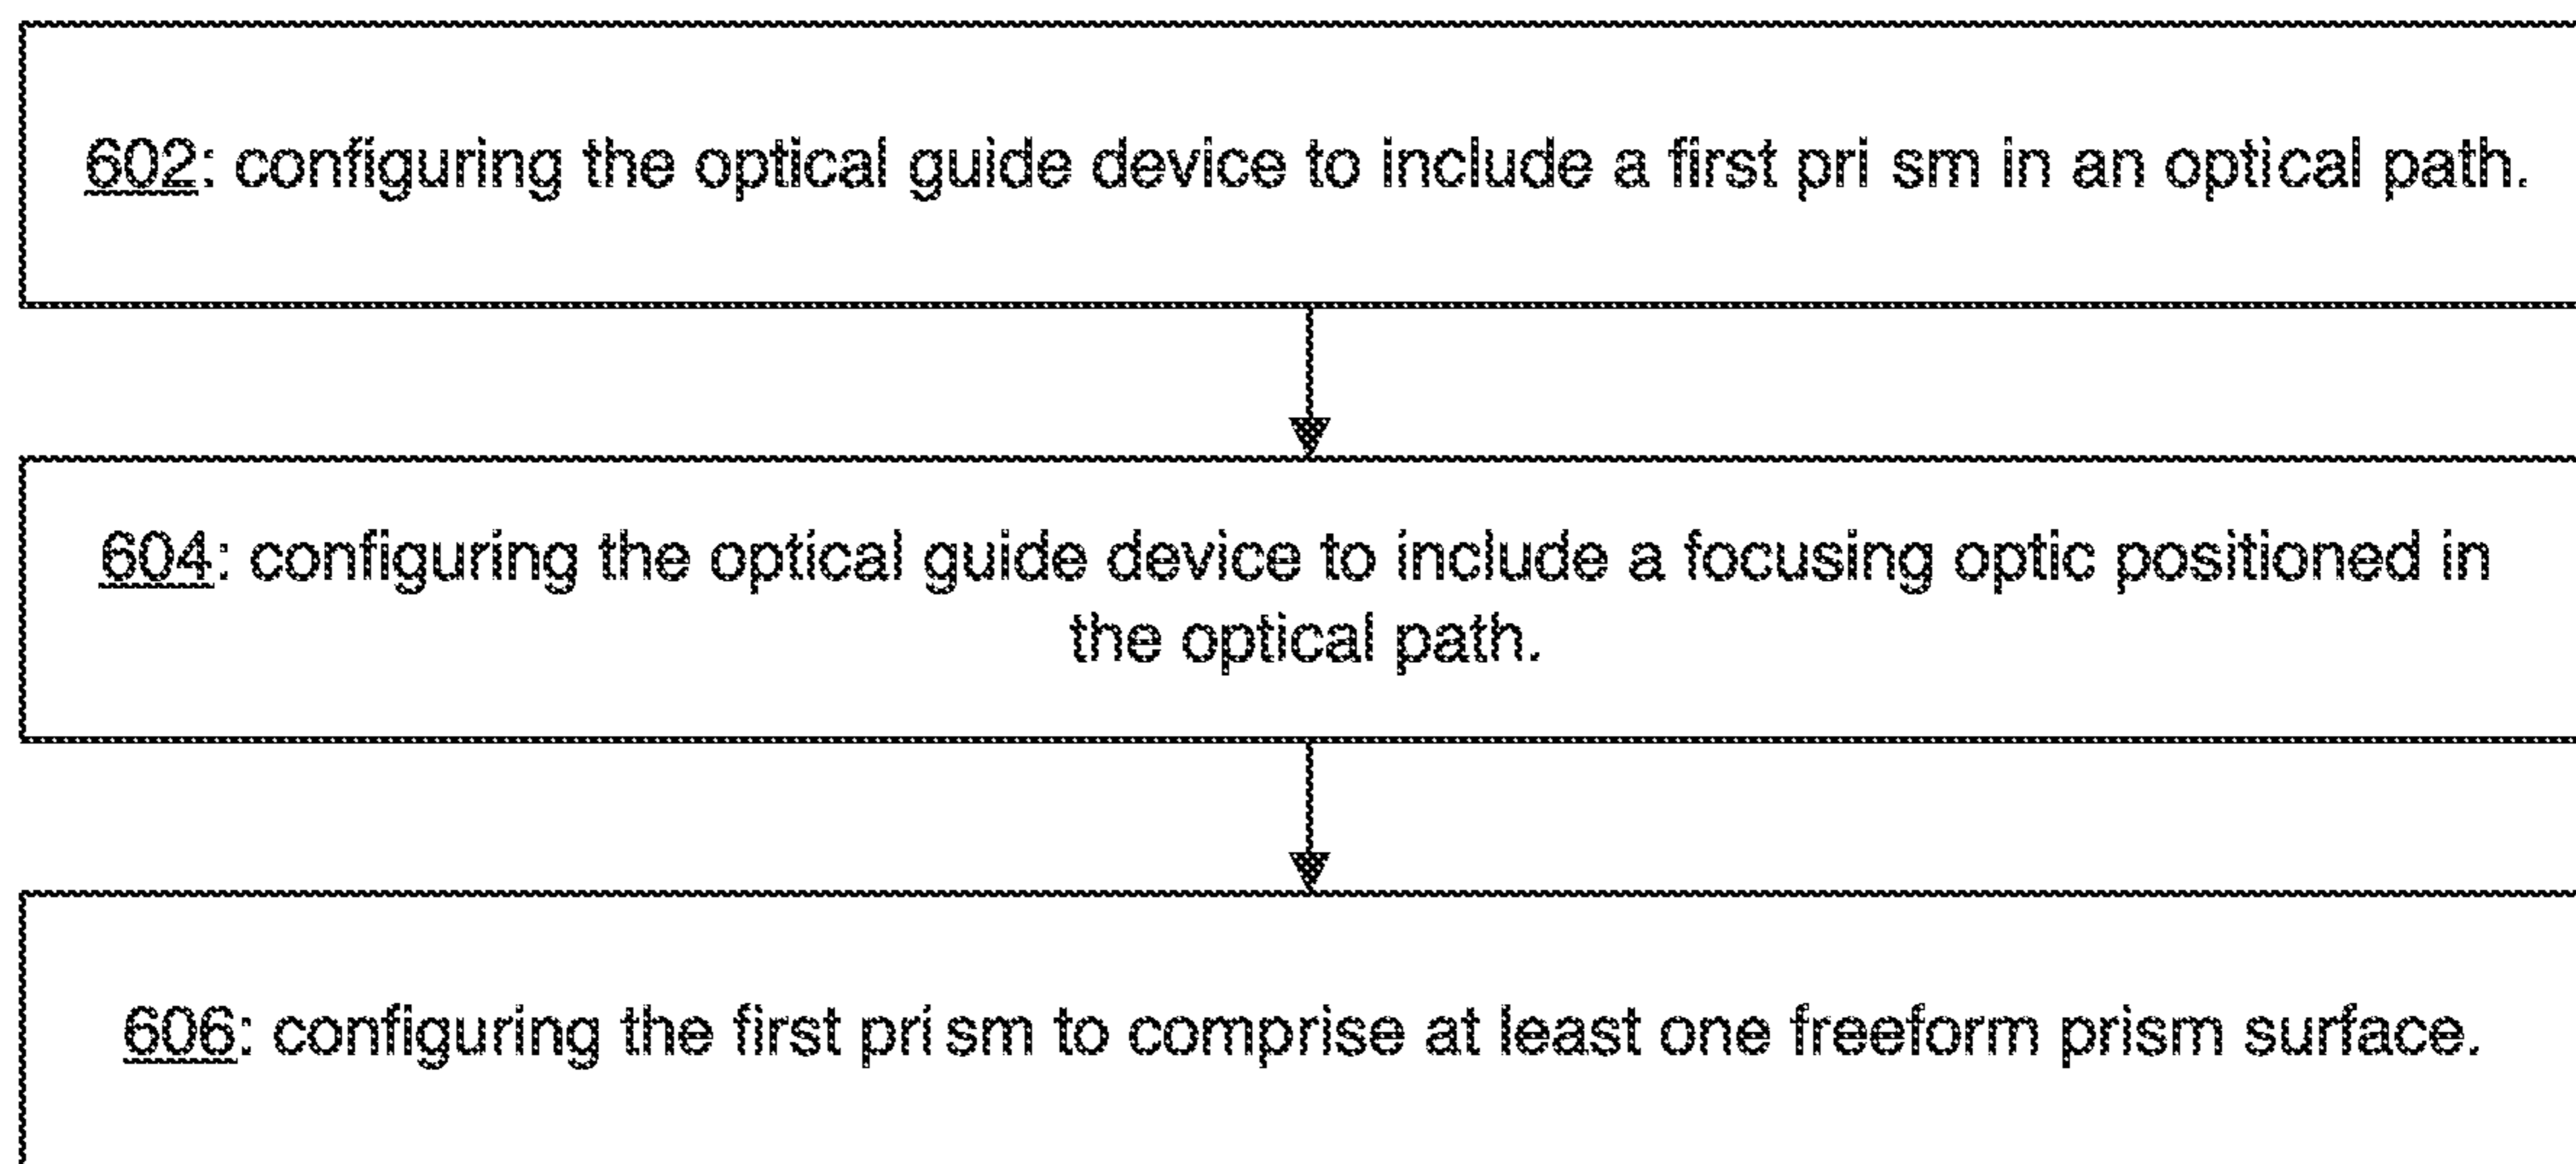 602: configuring the optical guide device to include a first pri sm in an optical path.
604: configuring the optical guide device to include a focusing optic positioned in
the optical path.
606: configuring the first pri sm to comprise at least one freeform prism surface.